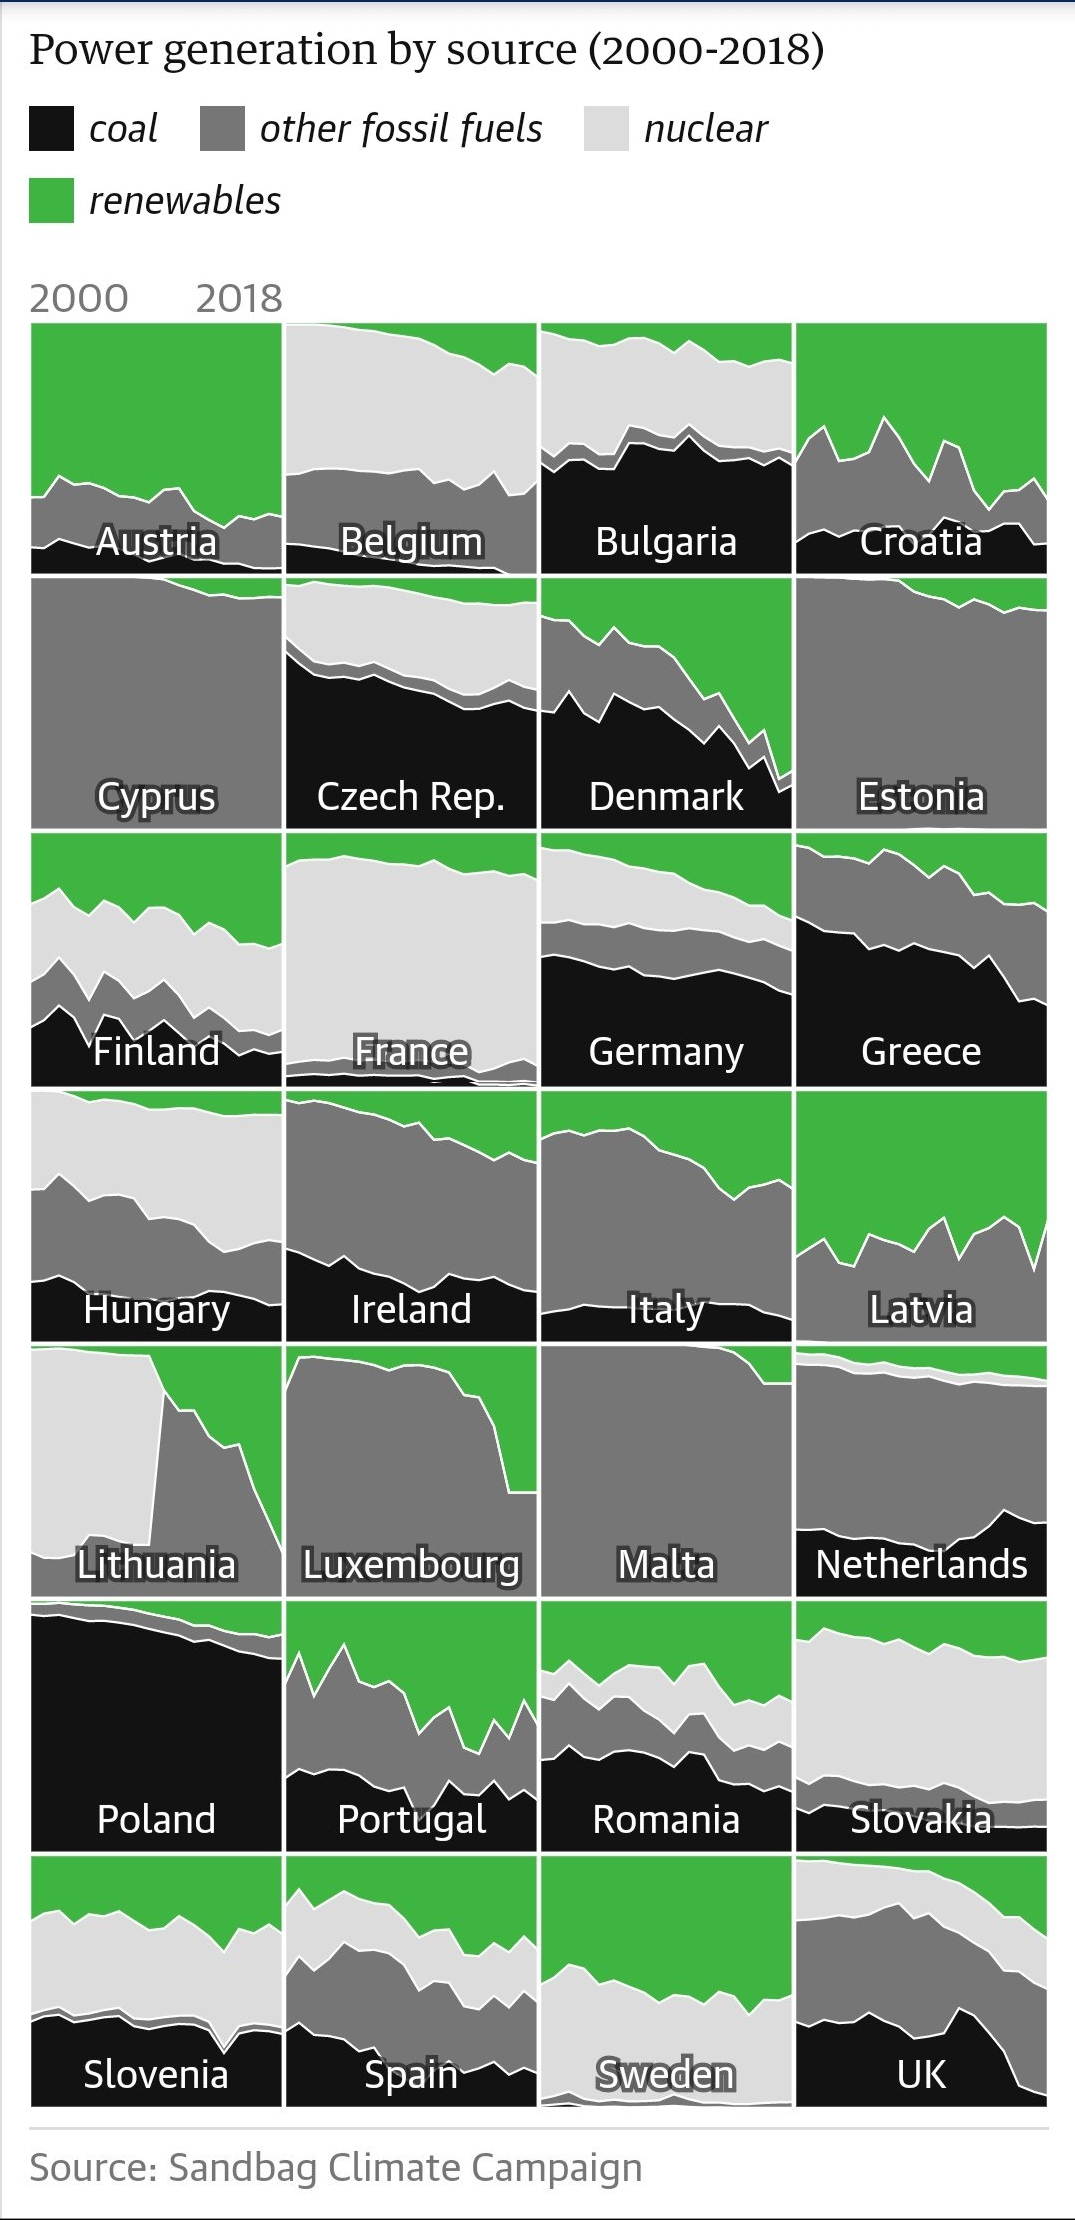 Power generation by source (2000-2018)
coal other fossil fuels nuclear
renewables
2000 2018
Austria Belgium Bulgaria Croatia
Cyprus Czech Rep. Denmark Estonia
Finland France Germany Greece
Hungary Ireland Italy Latvia
Lithuania Luxembourg Malta Netherlands
Poland Portugal Romania Slovakia
Slovenia Spain Sweden UK
Source: Sandbag Climate Campaign